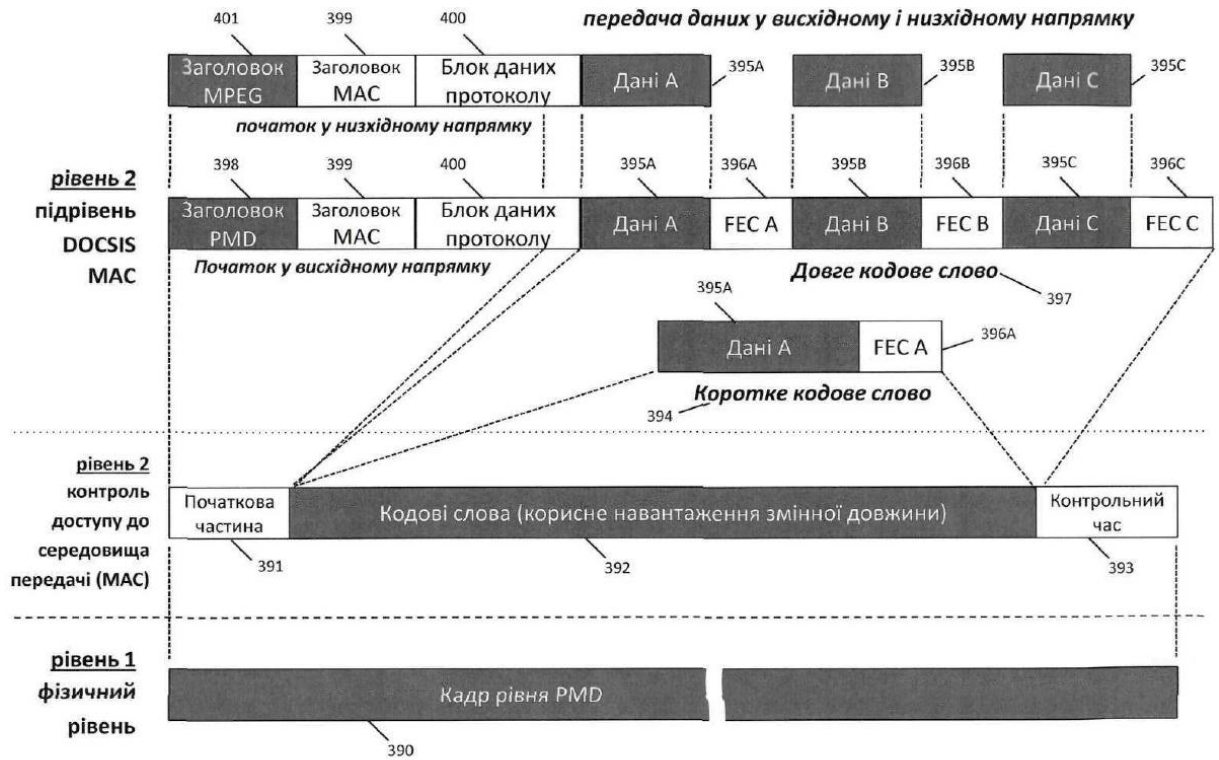 401
399
400
передача даних у висхідному і низхідному напрямку
Заголовок
MPEG
Заголовок
MAC
Блок даних
протоколу
Дані A
395A
Дані B
395B
Дані C
395C
початок у низхідному напрямку
рівень 2
підрівень
DOCSIS
MAC
398
399
400
395A
396A
395B
396B
395C
396C
Заголовок
PMD
Заголовок
MAC
Блок даних
протоколу
Дані A
FEC A
Дані B
FEC B
Дані C
FEC C
Початок у висхідному напрямку
Довге кодове слово
397
395A
Дані A
FEC A
396A
Коротке кодове слово
394
рівень 2
контроль
доступу до
середовища
передачі (MAC)
Початкова
частина
Кодові слова (корисне навантаження змінної довжини)
Контрольний
час
391
392
393
рівень 1
фізичний
рівень
Кадр рівня PMD
390